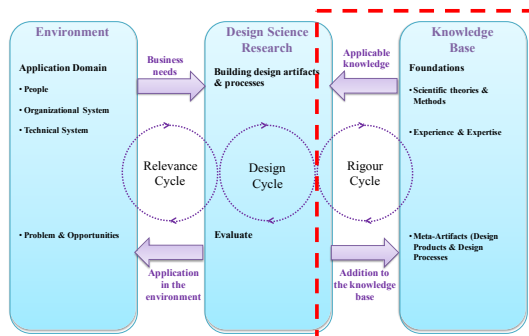 Environment
Application Domain
• People
• Organizational System
• Technical System
• Problem & Opportunities
Business
needs
Relevance
Cycle
Application in
the environment
Design Science
Research
Building design artifacts
& processes
Design
Cycle
Evaluate
Applicable
knowledge
Rigour
Cycle
Addition to
the knowledge
base
Knowledge
Base
Foundations
• Scientific theories &
Methods
• Experience & Expertise
• Meta-Artifacts (Design
Products & Design
Processes